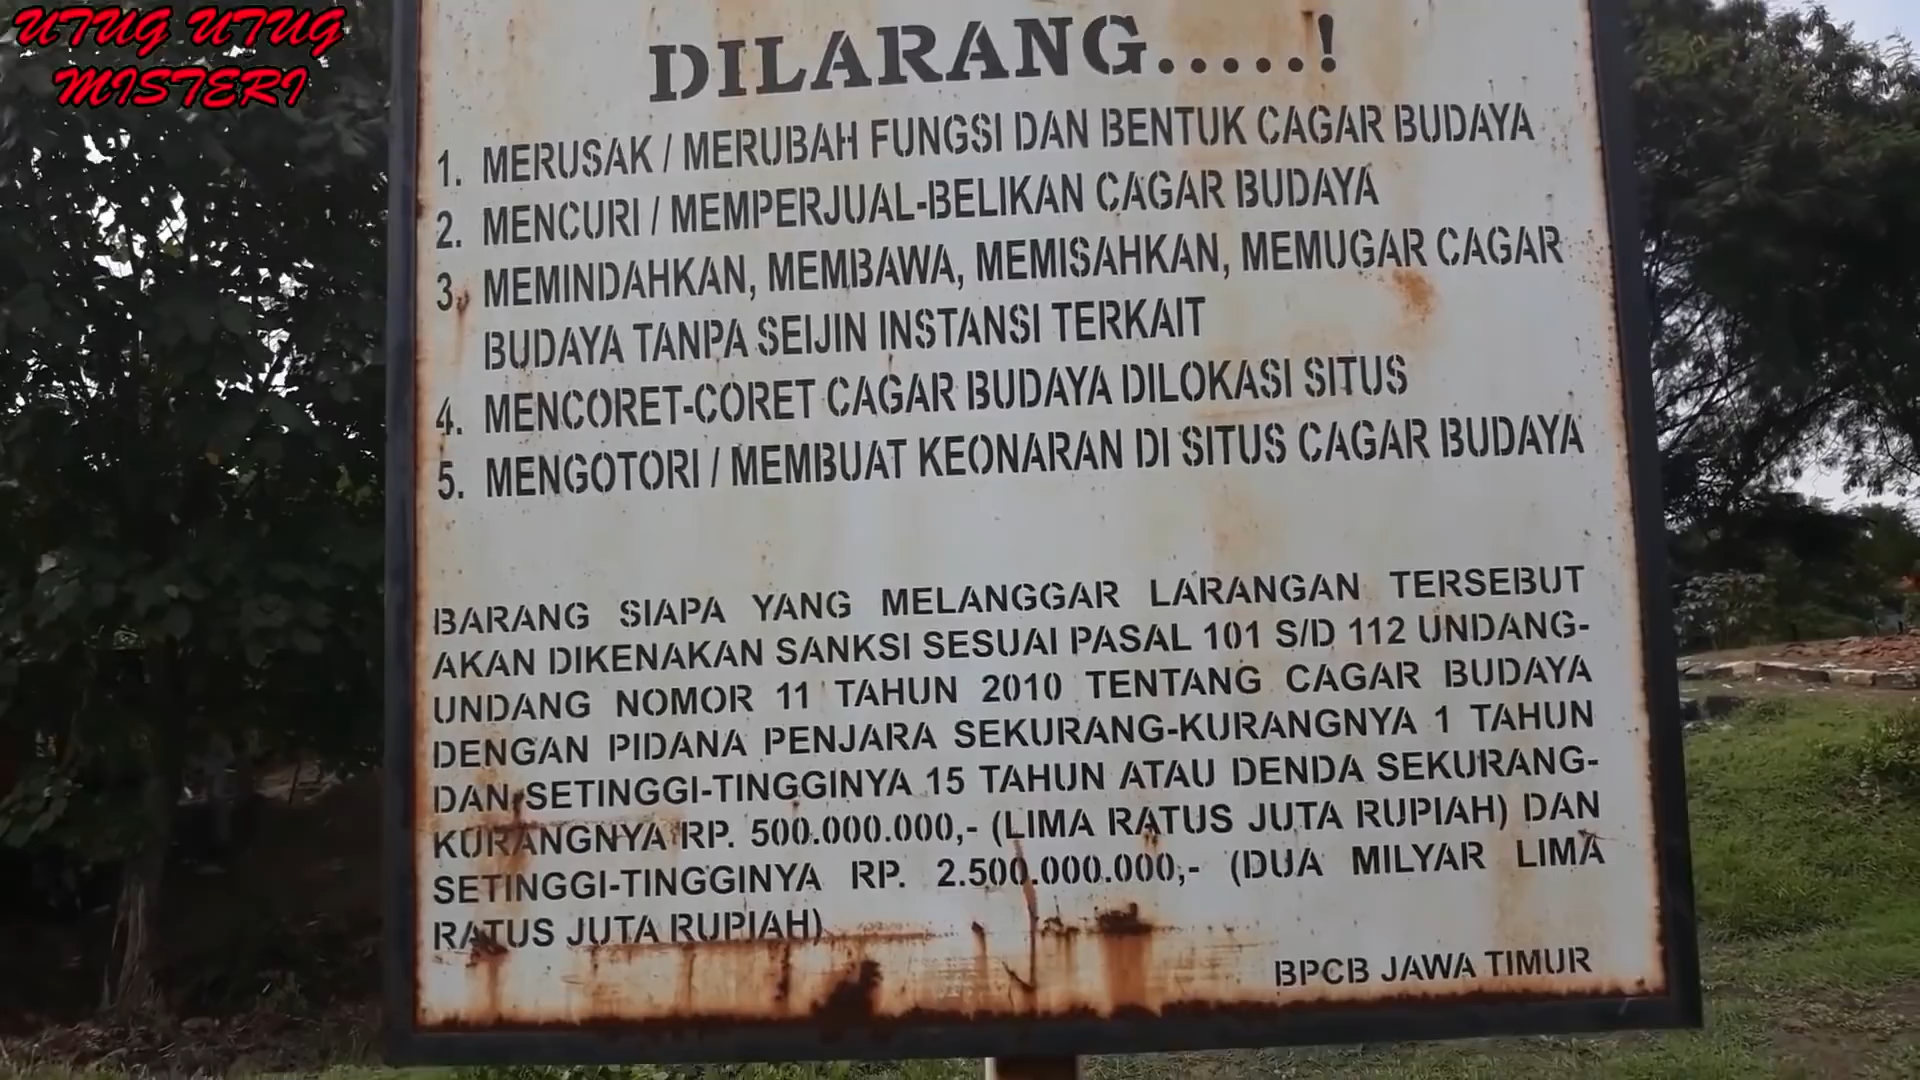 UTUG UTUG
MISTERI
DILARANG.....!
1. MERUSAK / MERUBAH FUNGSI DAN BENTUK CAGAR BUDAYA
2. MENCURI / MEMPERJUAL-BELIKAN CAGAR BUDAYA
3. MEMINDAHKAN, MEMBAWA, MEMISAHKAN, MEMUGAR CAGAR
BUDAYA TANPA SEIJIN INSTANSI TERKAIT
4. MENCORET-CORET CAGAR BUDAYA DILOKASI SITUS
5. MENGOTORI / MEMBUAT KEONARAN DI SITUS CAGAR BUDAYA
BARANG SIAPA YANG MELANGGAR LARANGAN TERSEBUT
AKAN DIKENAKAN SANKSI SESUAI PASAL 101 S/D 112 UNDANG-
UNDANG NOMOR 11 TAHUN 2010 TENTANG CAGAR BUDAYA
DENGAN PIDANA PENJARA SEKURANG-KURANGNYA 1 TAHUN
DAN SETINGGI-TINGGINYA 15 TAHUN ATAU DENDA SEKURANG-
KURANGNYA RP. 500.000.000,- (LIMA RATUS JUTA RUPIAH) DAN
SETINGGI-TINGGINYA RP. 2.500.000.000,- (DUA MILYAR LIMA
RATUS JUTA RUPIAH)
BPCB JAWA TIMUR